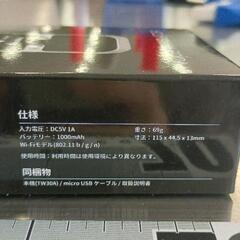 仕様
入力電圧：DC5V 1A
重さ：69g
バッテリー：1000mAh
寸法：115 x 44.5 x 13mm
Wi-Fiモデル(802.11 b / g / n)
使用時間：利用時間は使用環境によって異なります。
同梱物
本機(TW30A) / micro USB ケーブル / 取扱説明書